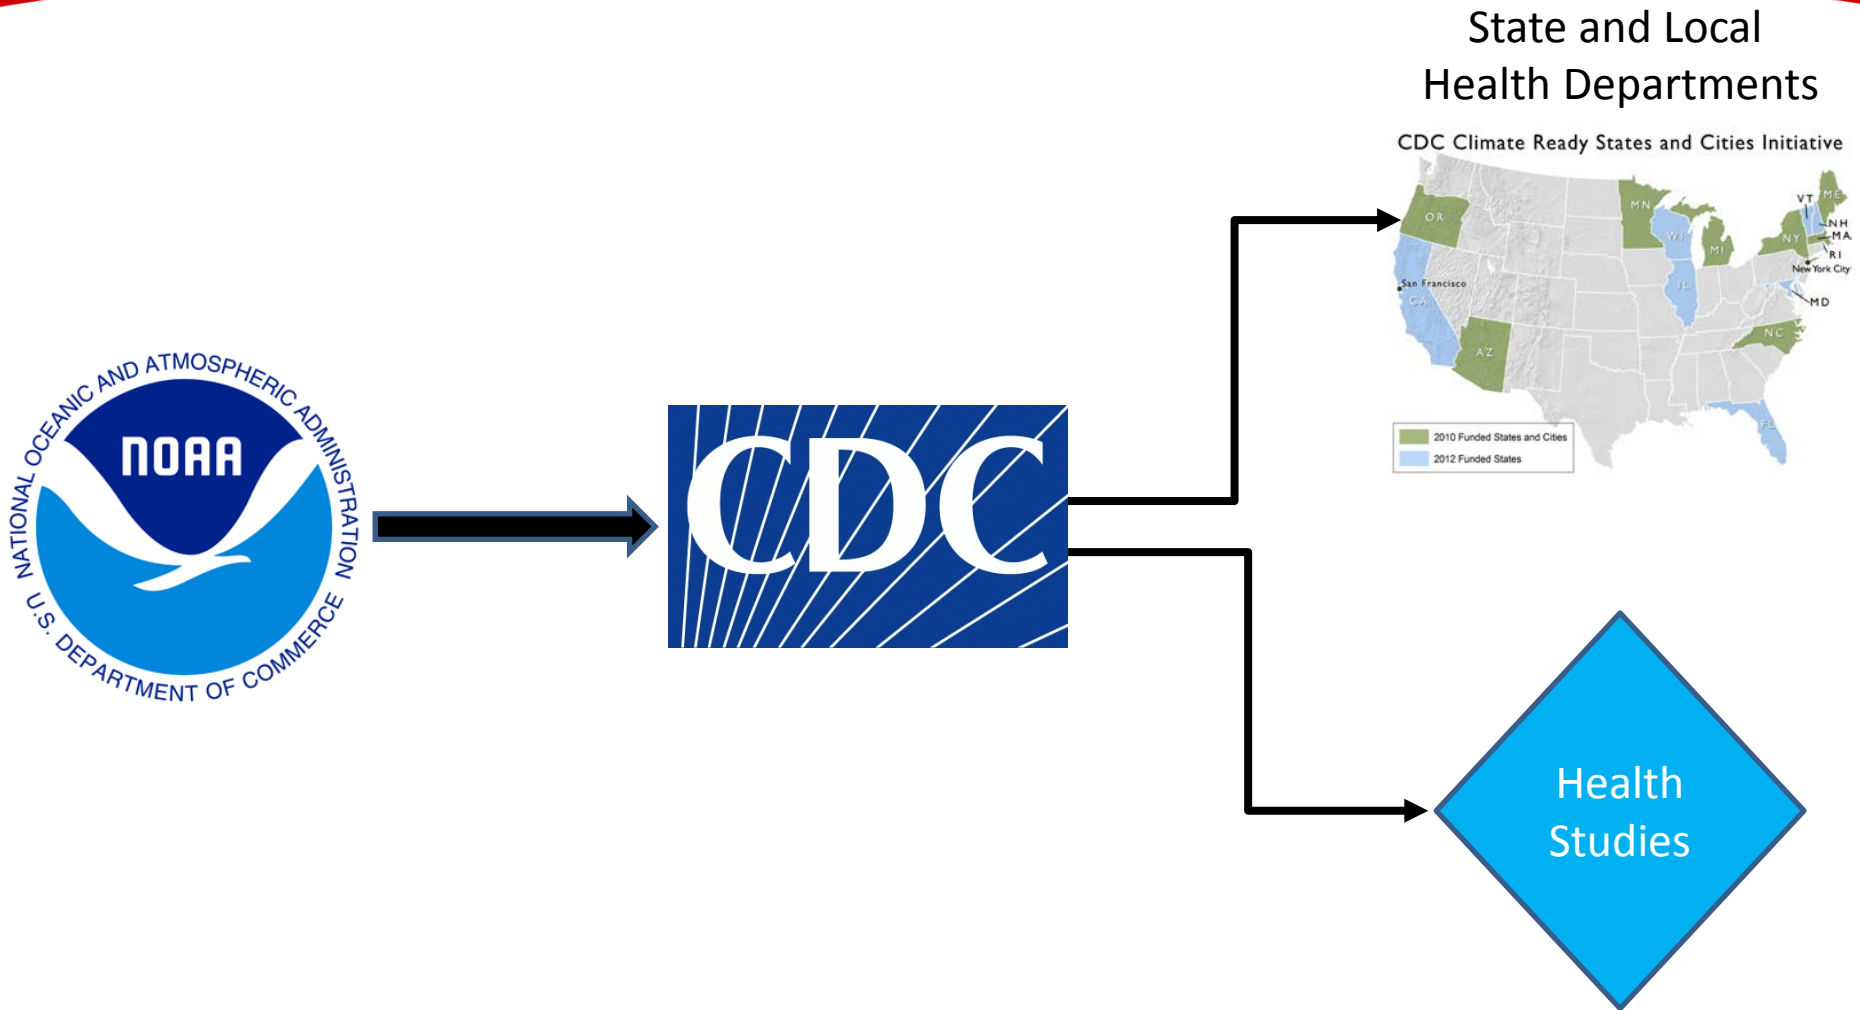 State and Local
Health Departments
CDC Climate Ready States and Cities Initiative
OR
MN
WI
MI
VT
ME
NH
MA
NY
RI
New York City
San Francisco
CA
IL
MD
NC
AZ
FL
2010 Funded States and Cities
2012 Funded States
NATIONAL OCEANIC AND ATMOSPHERIC ADMINISTRATION
NOAA
U.S. DEPARTMENT OF COMMERCE
CDC
Health
Studies